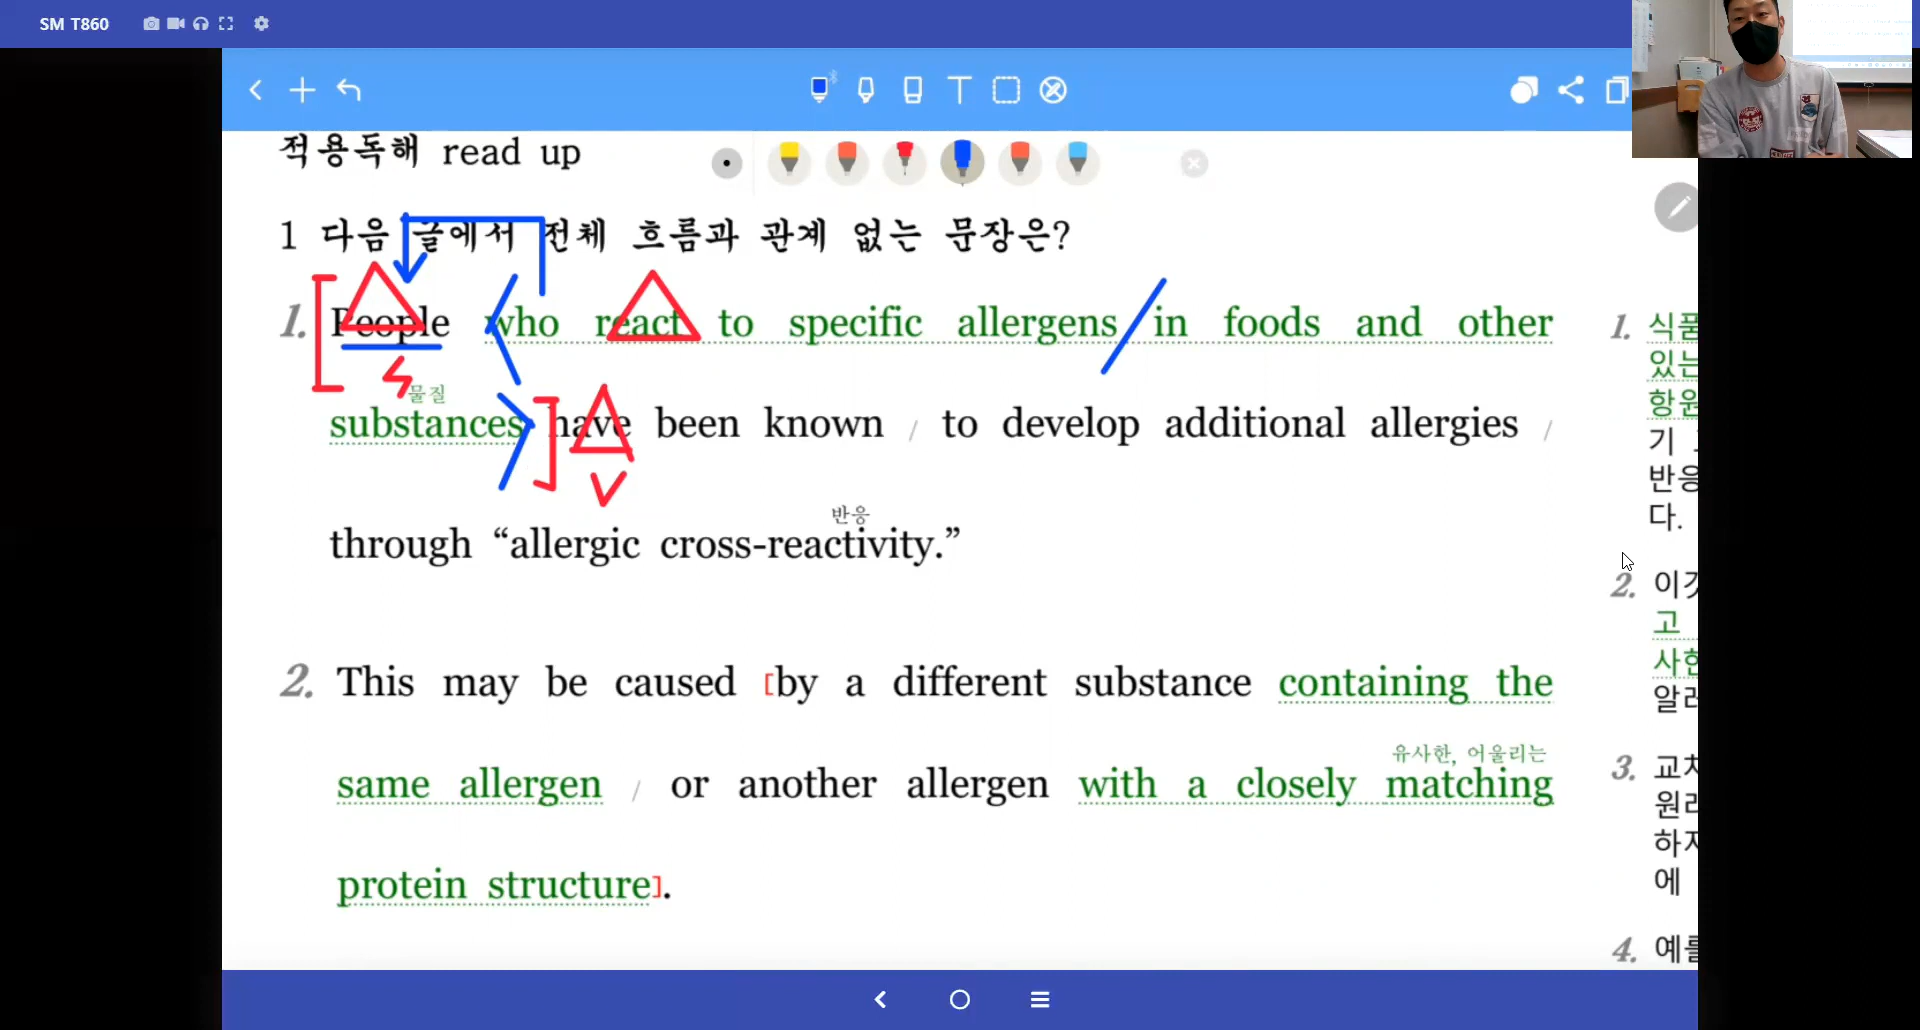 SM T860
적용독해 read up
1 다음 글에서 전체 흐름과 관계 없는 문장은?
1. People who react to specific allergens in foods and other
물질
substances have been known / to develop additional allergies /
반응
through “allergic cross-reactivity.”
2. This may be caused [by a different substance containing the
유사한, 어울리는
same allergen / or another allergen with a closely matching
protein structure].
1. 식품
있는
항원
기
반응
다.
2. 이것
고
사한
알레
3. 교차
원리
하지
에
4. 예를